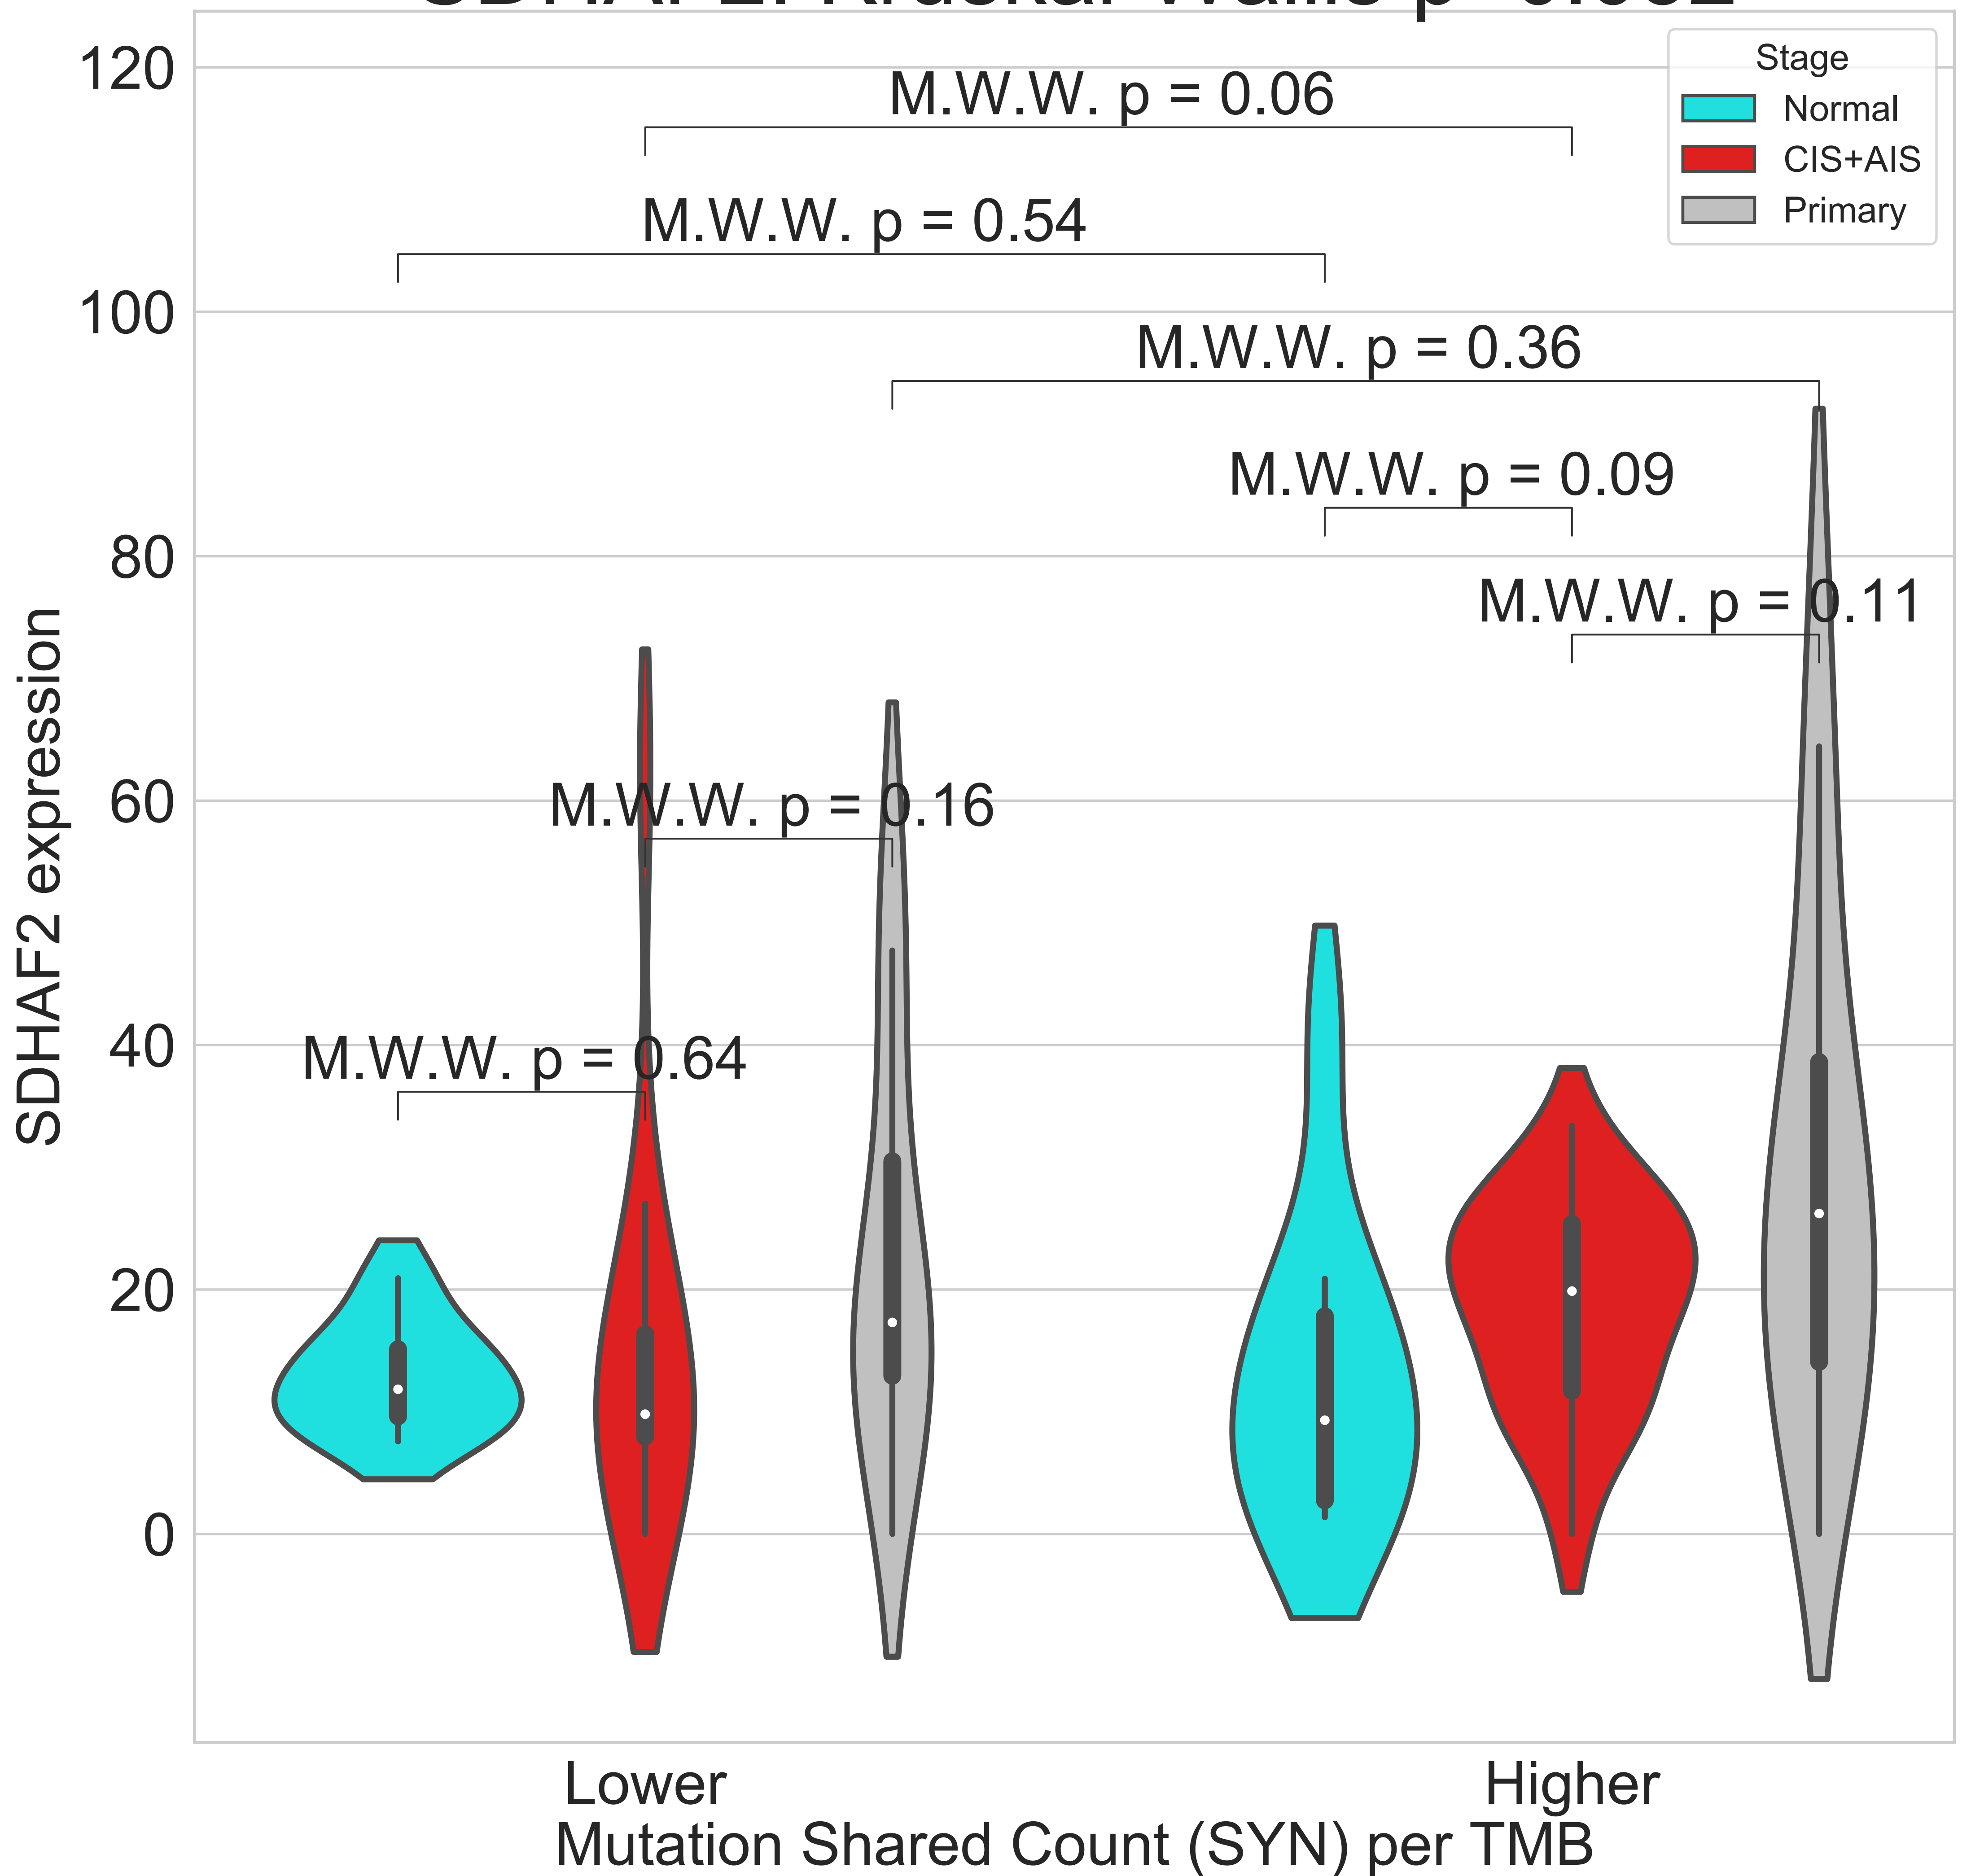 120
100
80
60
40
20
0
SDHAF2 expression
M.W.W. p = 0.06
M.W.W. p = 0.54
M.W.W. p = 0.36
M.W.W. p = 0.09
M.W.W. p = 0.11
M.W.W. p = 0.16
M.W.W. p = 0.64
Stage
Normal
CIS+AIS
Primary
Lower
Higher
Mutation Shared Count (SYN) per TMB